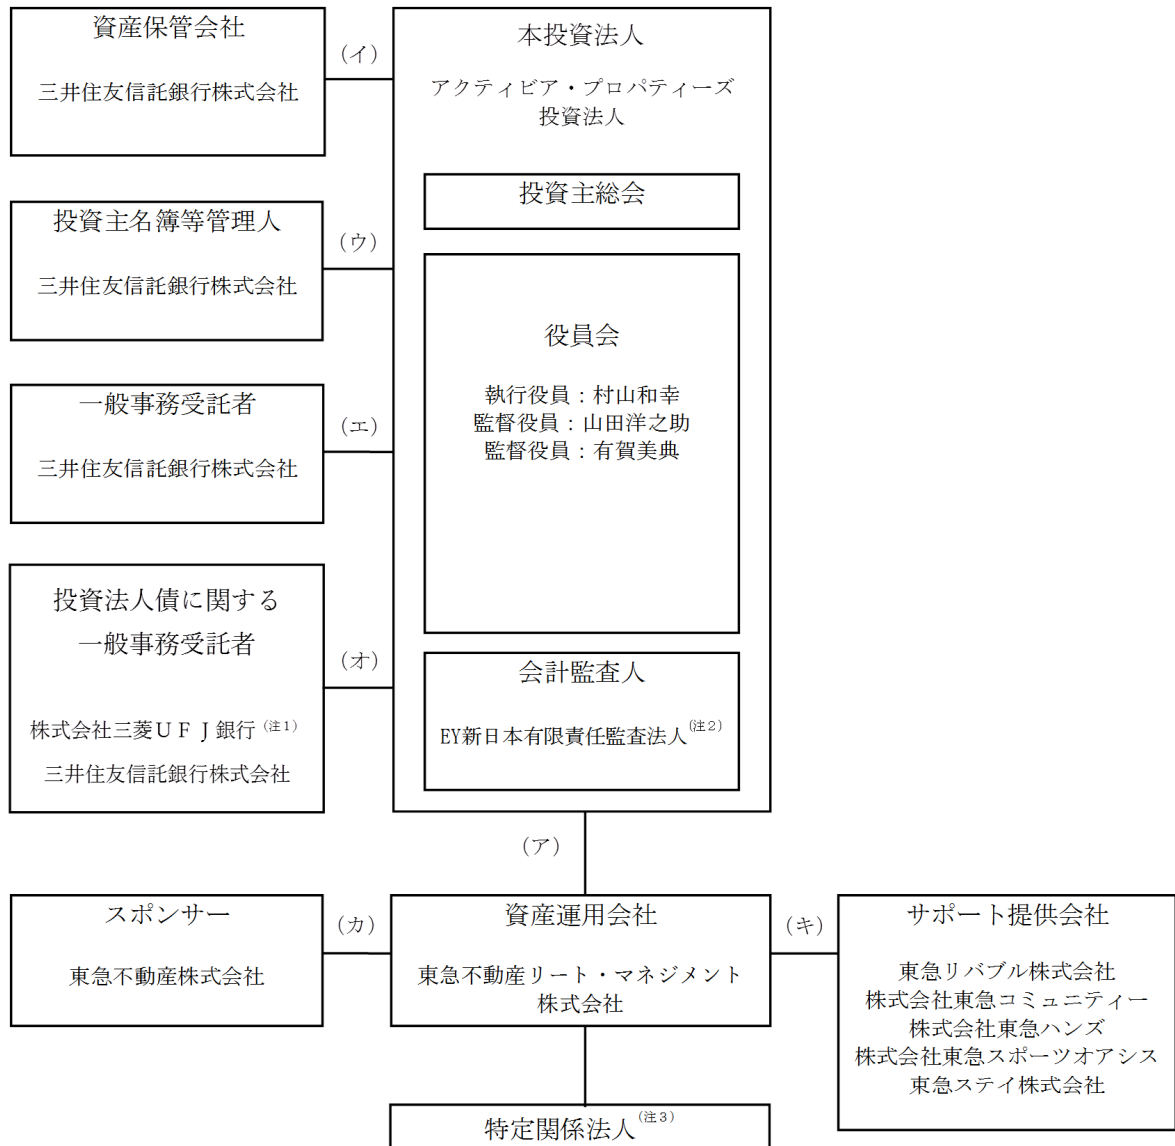 資産保管会社
三井住友信託銀行株式会社
(イ)
本投資法人
アクティビア・プロパティーズ
投資法人
投資主総会
投資主名簿等管理人
三井住友信託銀行株式会社
(ウ)
役員会
執行役員：村山和幸
監督役員：山田洋之助
監督役員：有賀美典
一般事務受託者
三井住友信託銀行株式会社
(エ)
投資法人債に関する
一般事務受託者
株式会社三菱ＵＦＪ銀行(注1)
三井住友信託銀行株式会社
(オ)
会計監査人
EY新日本有限責任監査法人(注2)
(ア)
スポンサー
東急不動産株式会社
(カ)
資産運用会社
東急不動産リート・マネジメント
株式会社
(キ)
サポート提供会社
東急リバブル株式会社
株式会社東急コミュニティー
株式会社東急ハンズ
株式会社東急スポーツオアシス
東急ステイ株式会社
特定関係法人(注3)